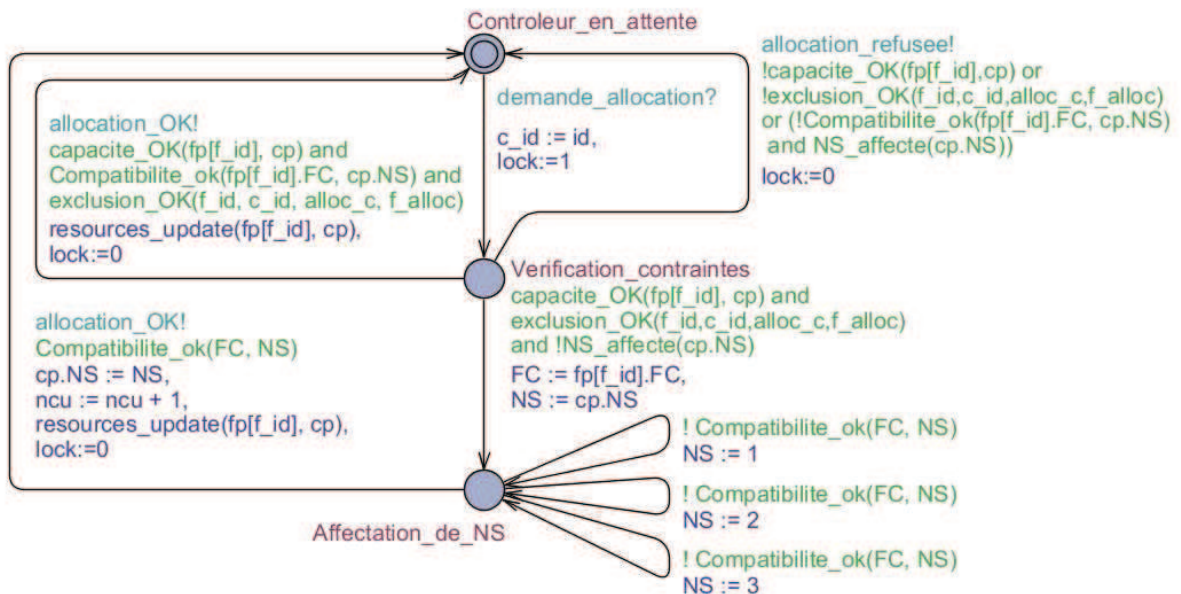 Controleur_en_attente
allocation_refusee!
!capacite_OK(fp[f_id],cp) or
!exclusion_OK(f_id,c_id,alloc_c,f_alloc)
or (!Compatibilite_ok(fp[f_id].FC, cp.NS)
and NS_affecte(cp.NS))
lock:=0
demande_allocation?
c_id := id,
lock:=1
allocation_OK!
capacite_OK(fp[f_id], cp) and
Compatibilite_ok(fp[f_id].FC, cp.NS) and
exclusion_OK(f_id, c_id, alloc_c, f_alloc)
resources_update(fp[f_id], cp),
lock:=0
Verification_contraintes
capacite_OK(fp[f_id], cp) and
exclusion_OK(f_id,c_id,alloc_c,f_alloc)
and !NS_affecte(cp.NS)
FC := fp[f_id].FC,
NS := cp.NS
allocation_OK!
Compatibilite_ok(FC, NS)
cp.NS := NS,
ncu := ncu + 1,
resources_update(fp[f_id], cp),
lock:=0
! Compatibilite_ok(FC, NS)
NS := 1
! Compatibilite_ok(FC, NS)
NS := 2
! Compatibilite_ok(FC, NS)
NS := 3
Affectation_de_NS